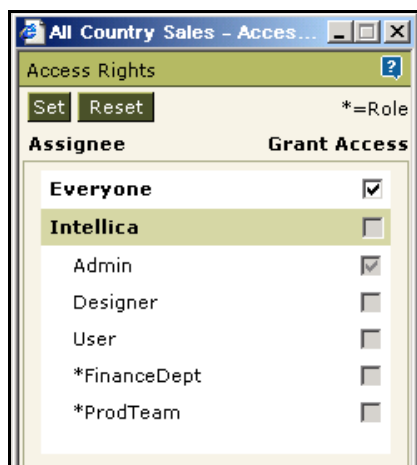 All Country Sales - Acces...
Access Rights
Set Reset *=Role
Assignee Grant Access
Everyone
Intellica
Admin
Designer
User
*FinanceDept
*ProdTeam